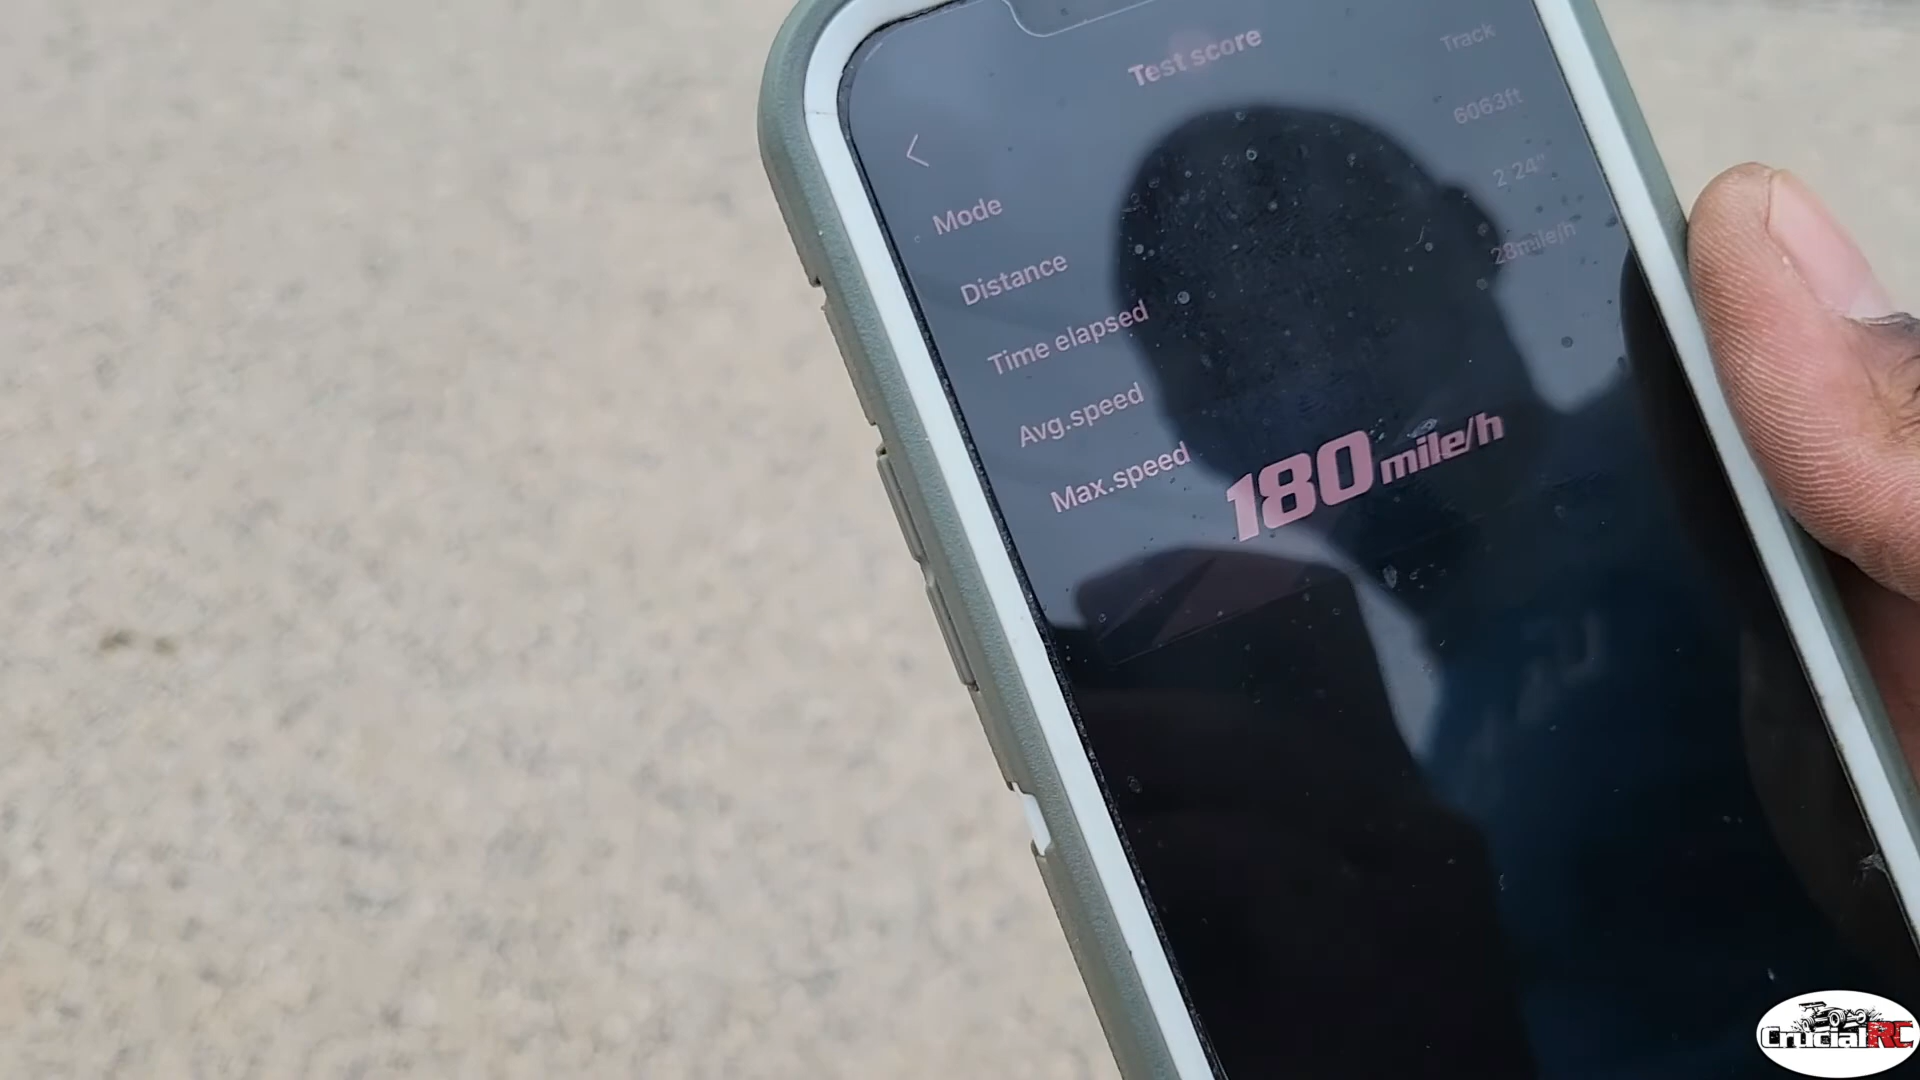 Test score
Mode Track
Distance 6063ft
Time elapsed 2'24"
Avg.speed 28mile/h
Max.speed 180mile/h
CrucialRC